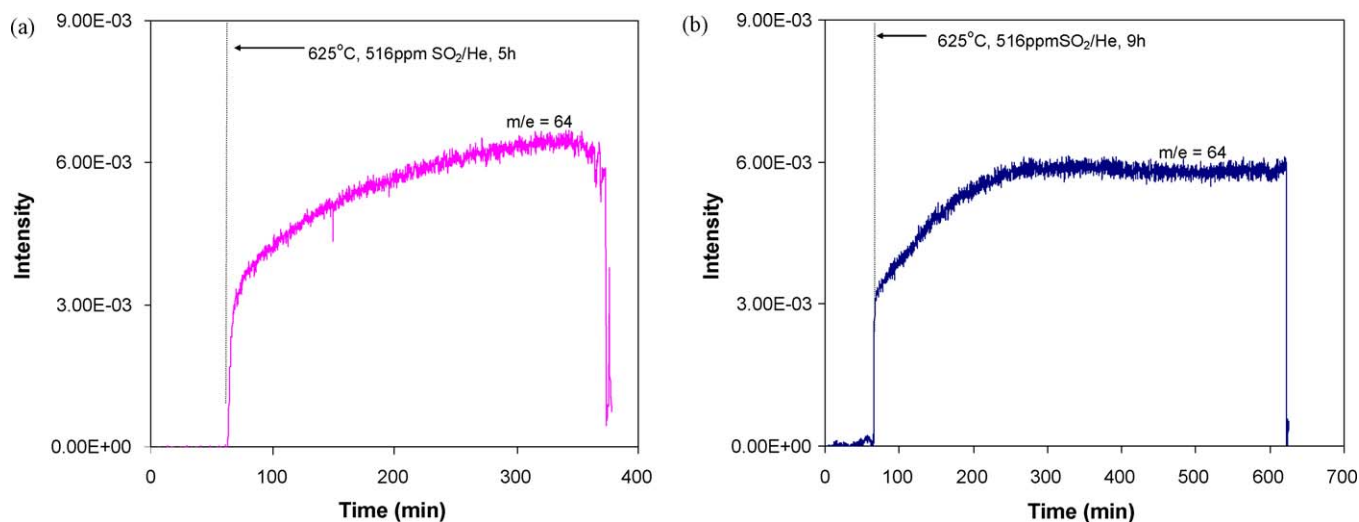 (a)
9.00E-03
6.00E-03
3.00E-03
0.00E+00
Intensity
625°C, 516ppm SO₂/He, 5h
m/e = 64
0 100 200 300 400
Time (min)
(b)
9.00E-03
6.00E-03
3.00E-03
0.00E+00
Intensity
625°C, 516ppmSO₂/He, 9h
m/e = 64
0 100 200 300 400 500 600 700
Time (min)